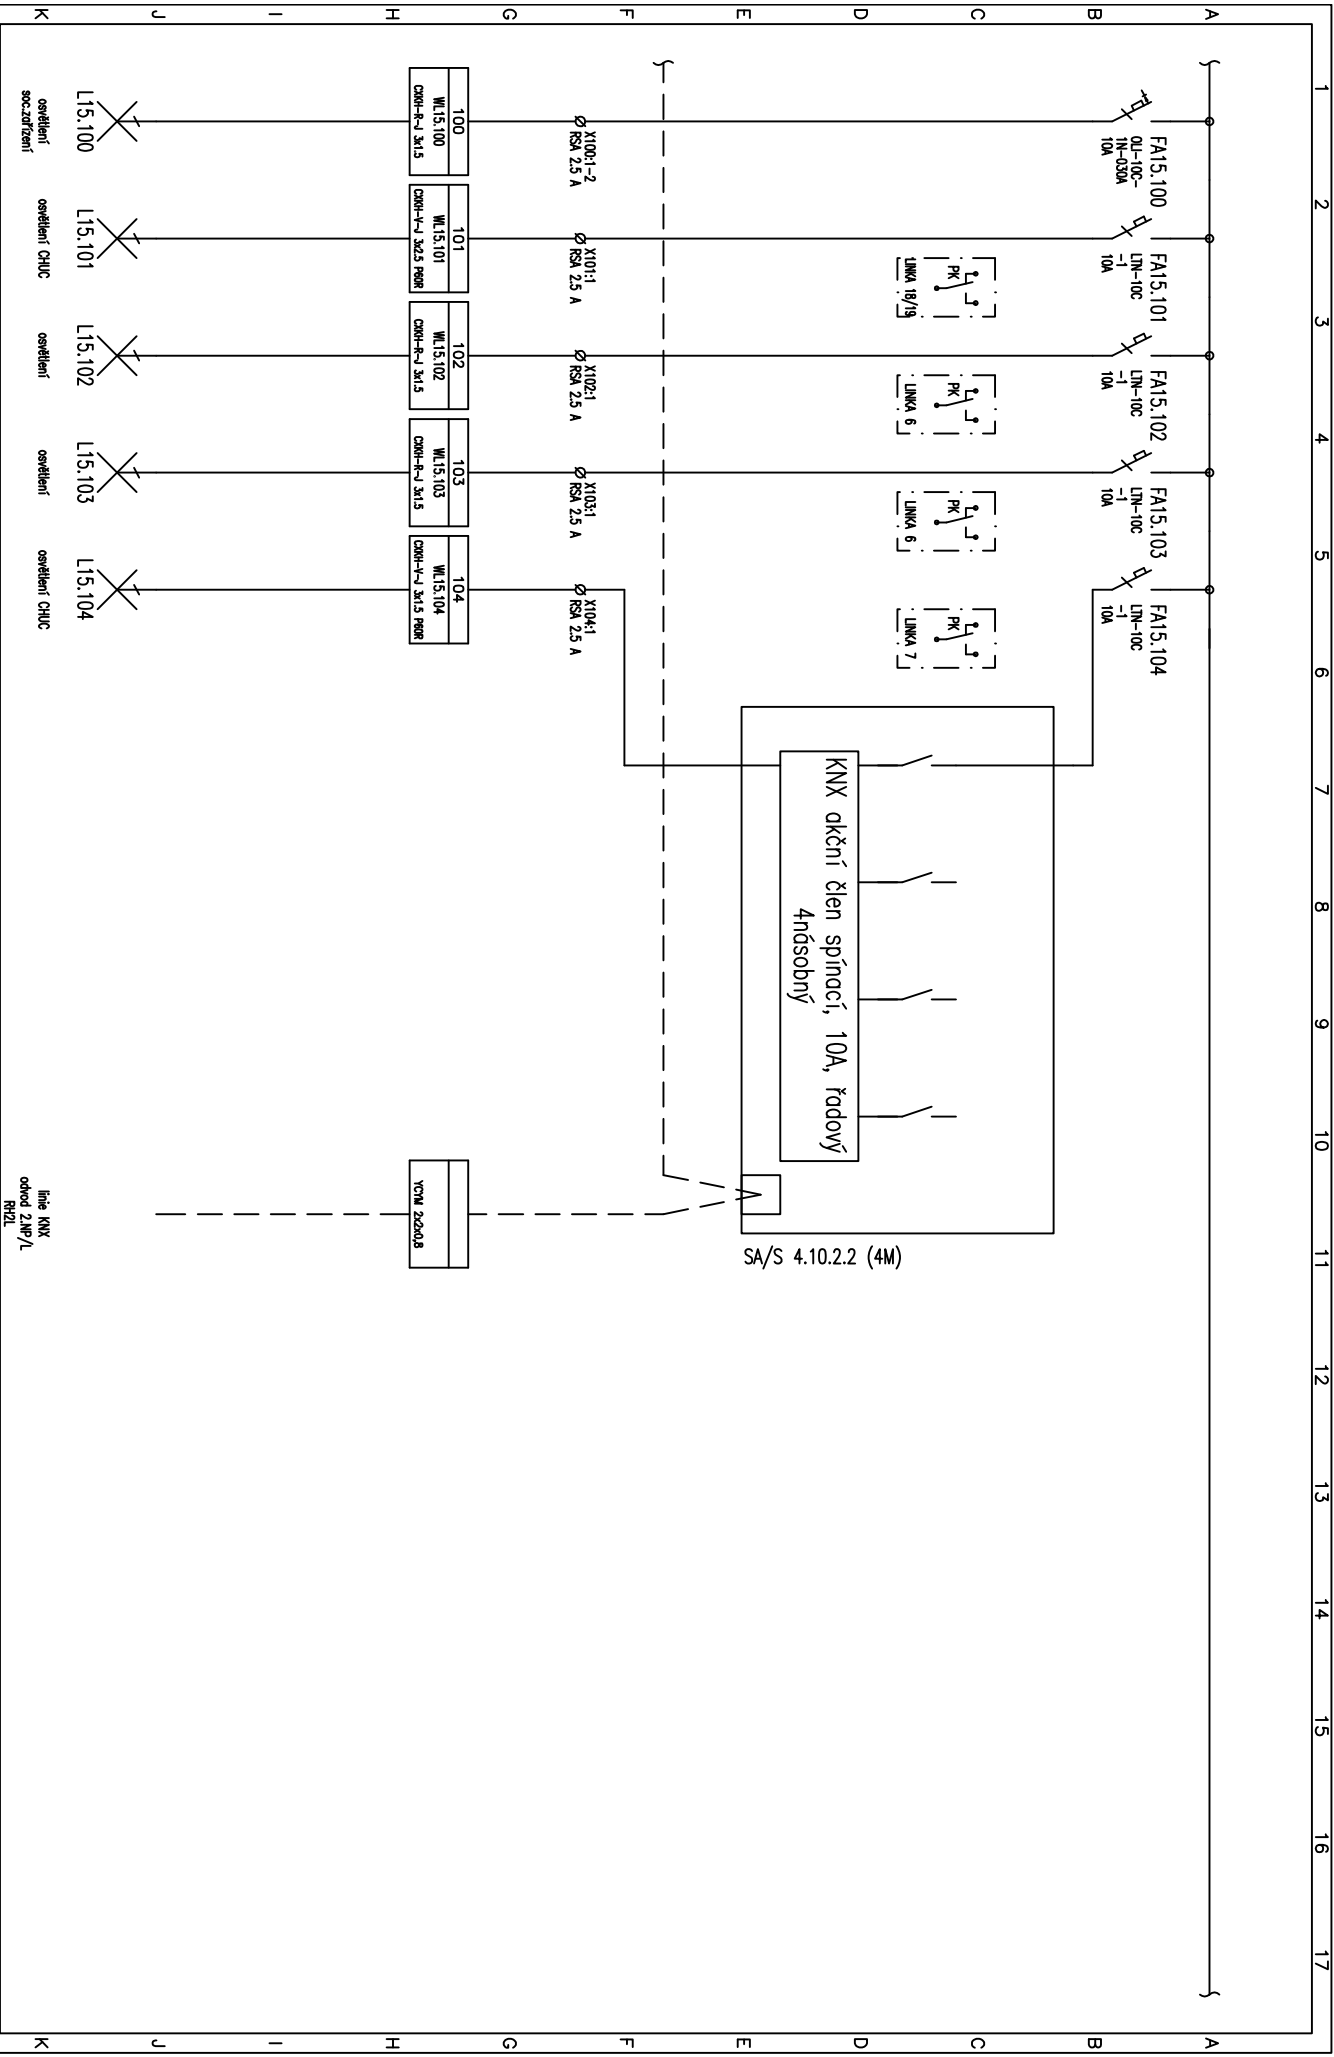 1 2 3 4 5 6 7 8 9 10 11 12 13 14 15 16 17
A
B
C
D
E
F
G
H
I
J
K
A
B
C
D
E
F
G
H
I
J
K
FA15.100
OLI-10C-
1N-030A
10A
FA15.101
LTN-10C
-1
10A
FA15.102
LTN-10C
-1
10A
FA15.103
LTN-10C
-1
10A
FA15.104
LTN-10C
-1
10A
PK
LINKA 18/19
PK
LINKA 6
PK
LINKA 6
PK
LINKA 7
KNX akční člen spínací, 10A, řadový
4násobný
SA/S 4.10.2.2 (4M)
X100:1-2
RSA 2.5 A
X101:1
RSA 2.5 A
X102:1
RSA 2.5 A
X103:1
RSA 2.5 A
X104:1
RSA 2.5 A
100
WL15.100
CXKH-R-J 3x1.5
101
WL15.101
CXKH-V-J 3x2.5 P60R
102
WL15.102
CXKH-R-J 3x1.5
103
WL15.103
CXKH-R-J 3x1.5
104
WL15.104
CXKH-V-J 3x1.5 P60R
YCYM 2x2x0,8
L15.100
osvětlení
soc.zařízení
L15.101
osvětlení CHUC
L15.102
osvětlení
L15.103
osvětlení
L15.104
osvětlení CHUC
linie KNX
odvod 2.NP/L
RH2L